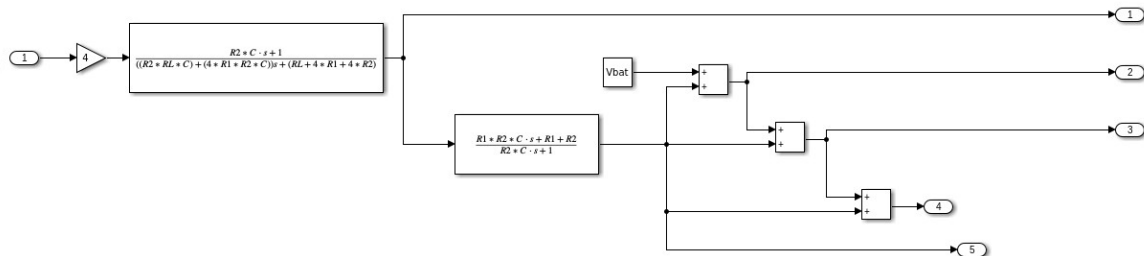 1
4
R2 * C · s + 1
((R2 * RL * C) + (4 * R1 * R2 * C))s + (RL + 4 * R1 + 4 * R2)
1
Vbat
+
+
2
R1 * R2 * C · s + R1 + R2
R2 * C · s + 1
+
+
3
+
+
4
5